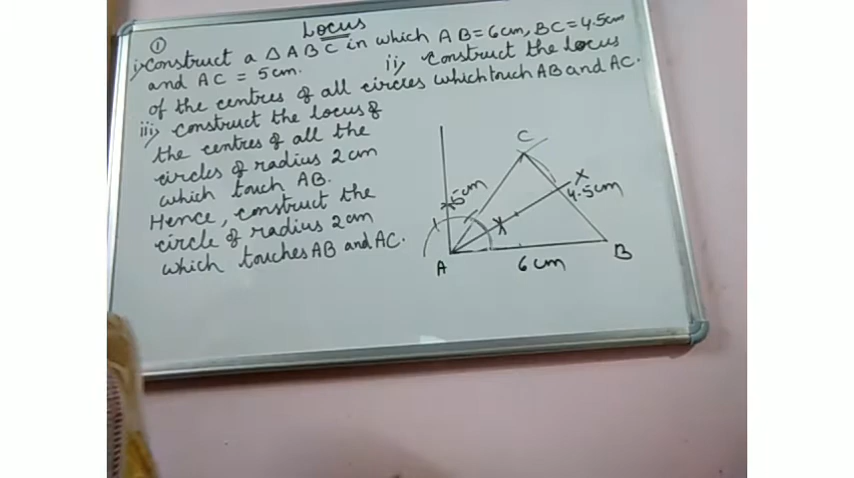 Locus
①
i) Construct a △ABC in which AB = 6cm, BC = 4.5cm
and AC = 5cm. ii) Construct the locus
of the centres of all circles which touch AB and AC.
iii) Construct the locus of
the centres of all the
circles of radius 2cm
which touch AB.
Hence, construct the
circle of radius 2cm
which touches AB and AC.
C
X
5cm
4.5cm
A
6cm
B